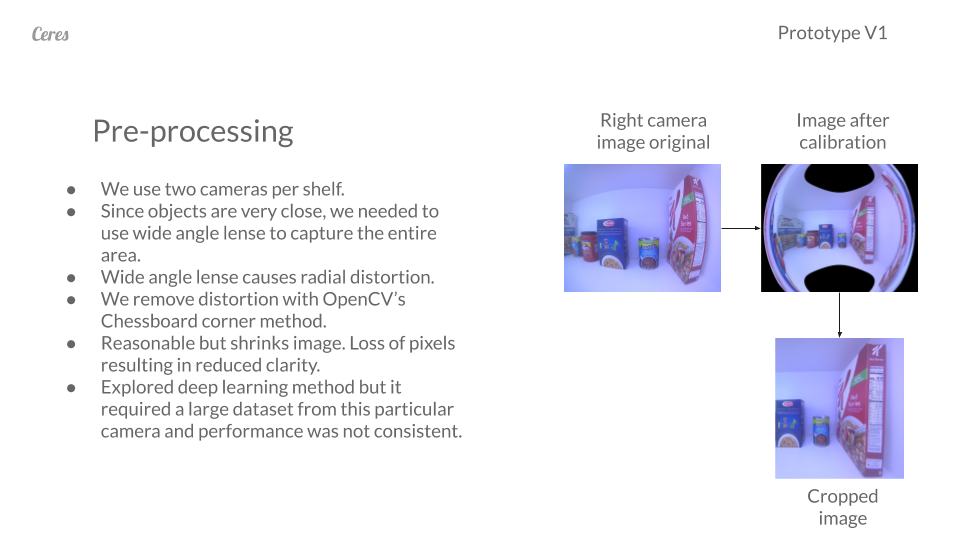 Ceres
Prototype V1
Pre-processing
● We use two cameras per shelf.
● Since objects are very close, we needed to
use wide angle lense to capture the entire
area.
● Wide angle lense causes radial distortion.
● We remove distortion with OpenCV’s
Chessboard corner method.
● Reasonable but shrinks image. Loss of pixels
resulting in reduced clarity.
● Explored deep learning method but it
required a large dataset from this particular
camera and performance was not consistent.
Right camera
image original
Image after
calibration
Cropped
image